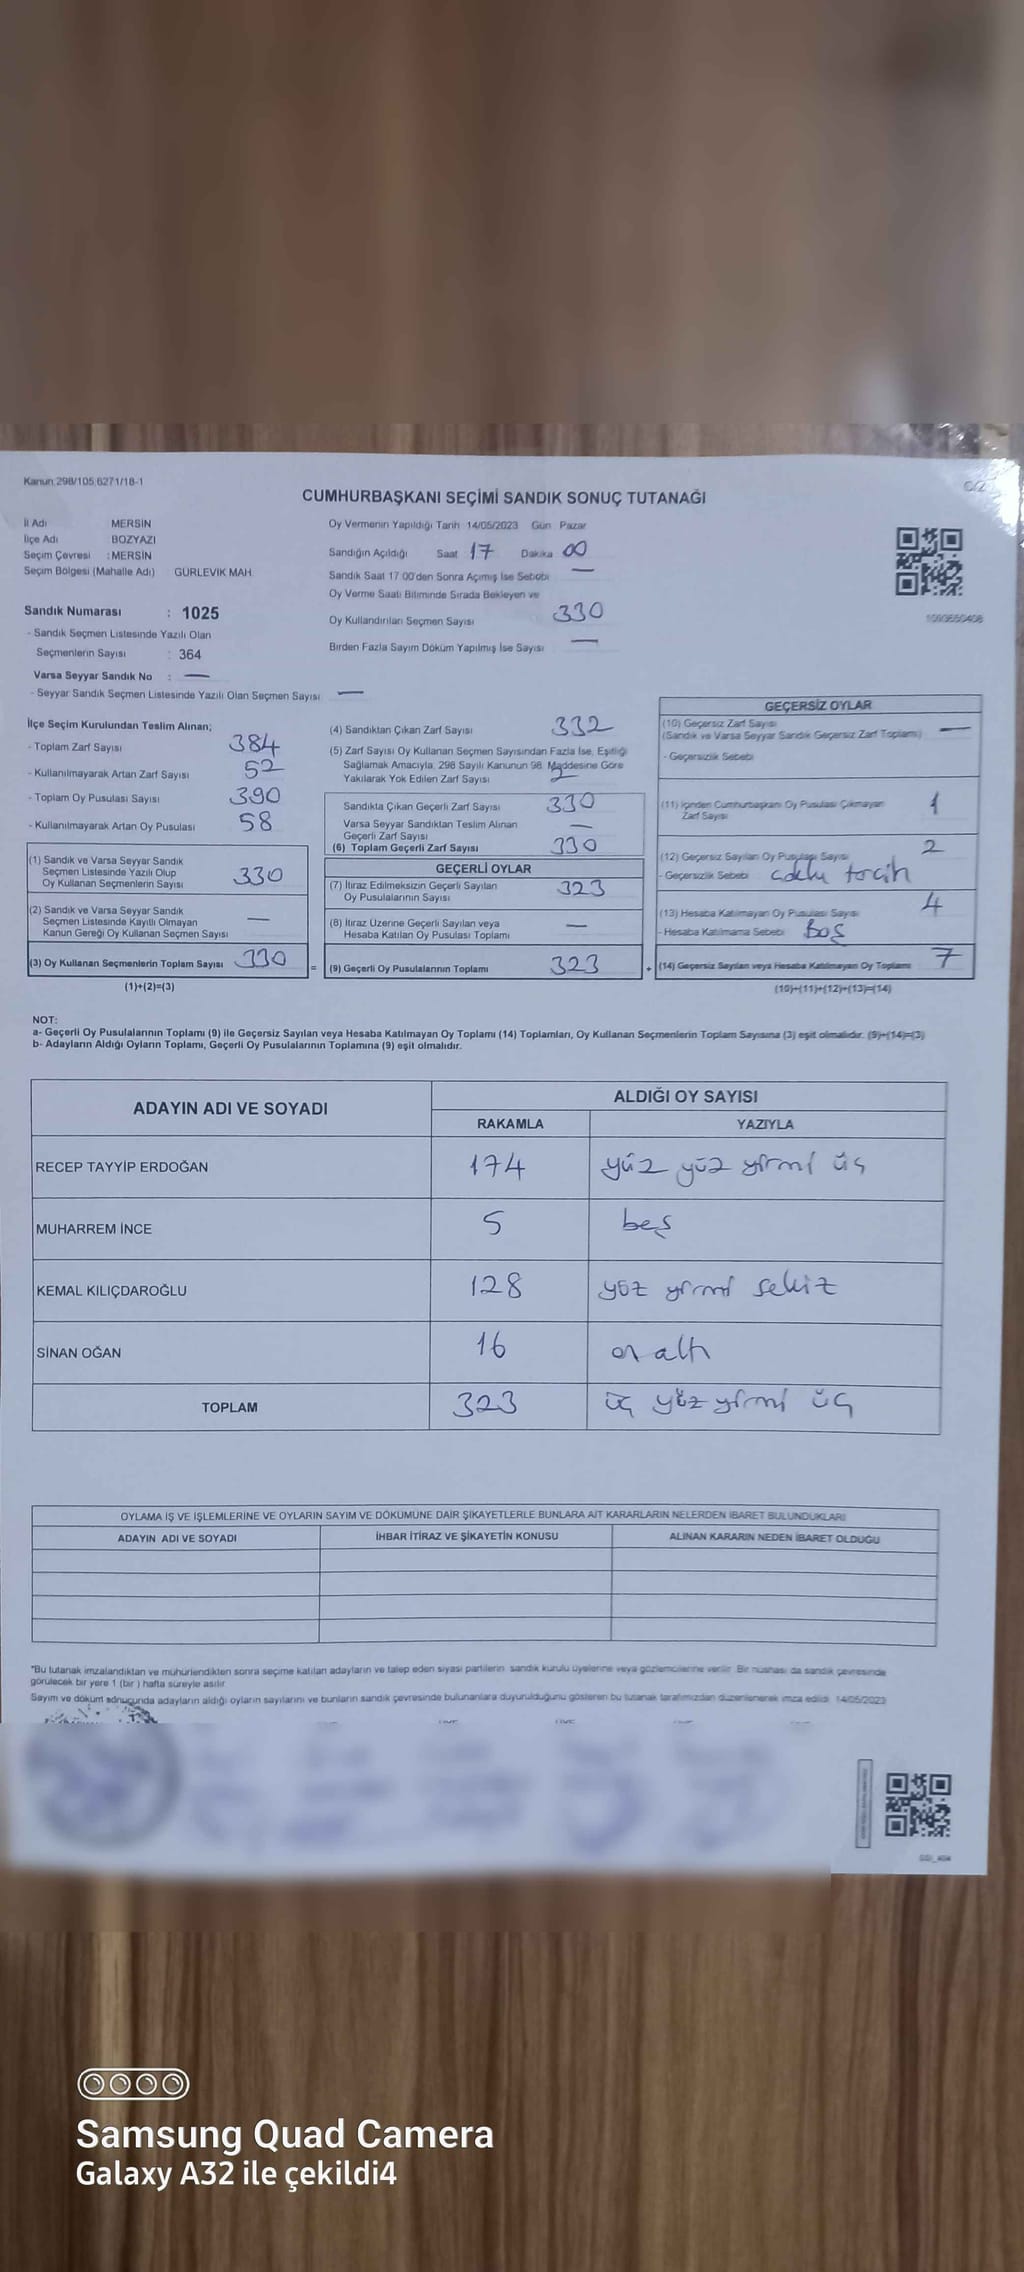 Kanun:298/105,6271/18-1
CUMHURBAŞKANI SEÇİMİ SANDIK SONUÇ TUTANAĞI
C/2
İl Adı MERSİN
İlçe Adı : BOZYAZI
Seçim Çevresi : MERSİN
Seçim Bölgesi (Mahalle Adı) GÜRLEVİK MAH.
Sandık Numarası : 1025
- Sandık Seçmen Listesinde Yazılı Olan
Seçmenlerin Sayısı : 364
Varsa Seyyar Sandık No : —
- Seyyar Sandık Seçmen Listesinde Yazılı Olan Seçmen Sayısı —
Oy Vermenin Yapıldığı Tarih 14/05/2023 Gün : Pazar
Sandığın Açıldığı Saat 17 Dakika 00
Sandık Saat 17:00'den Sonra Açımış İse Sebebi —
Oy Verme Saati Bitiminde Sırada Bekleyen ve
Oy Kullandırılan Seçmen Sayısı 330
Birden Fazla Sayım Döküm Yapılmış İse Sayısı —
İlçe Seçim Kurulundan Teslim Alınan;
- Toplam Zarf Sayısı 384
- Kullanılmayarak Artan Zarf Sayısı 52
- Toplam Oy Pusulası Sayısı 390
- Kullanılmayarak Artan Oy Pusulası 58
(1) Sandık ve Varsa Seyyar Sandık
Seçmen Listesinde Yazılı Olup
Oy Kullanan Seçmenlerin Sayısı 330
(2) Sandık ve Varsa Seyyar Sandık
Seçmen Listesinde Kayıtlı Olmayan
Kanun Gereği Oy Kullanan Seçmen Sayısı —
(3) Oy Kullanan Seçmenlerin Toplam Sayısı 330
(1)+(2)=(3)
(4) Sandıktan Çıkan Zarf Sayısı 332
(5) Zarf Sayısı Oy Kullanan Seçmen Sayısından Fazla İse, Eşitliği
Sağlamak Amacıyla, 298 Sayılı Kanunun 98. Maddesine Göre
Yakılarak Yok Edilen Zarf Sayısı 2
Sandıkta Çıkan Geçerli Zarf Sayısı 330
Varsa Seyyar Sandıktan Teslim Alınan
Geçerli Zarf Sayısı —
(6) Toplam Geçerli Zarf Sayısı 330
GEÇERLİ OYLAR
(7) İtiraz Edilmeksizin Geçerli Sayılan
Oy Pusulalarının Sayısı 323
(8) İtiraz Üzerine Geçerli Sayılan veya
Hesaba Katılan Oy Pusulası Toplamı —
= (9) Geçerli Oy Pusulalarının Toplamı 323
GEÇERSİZ OYLAR
(10) Geçersiz Zarf Sayısı
(Sandık ve Varsa Seyyar Sandık Geçersiz Zarf Toplamı) —
- Geçersizlik Sebebi
(11) İçinden Cumhurbaşkanı Oy Pusulası Çıkmayan
Zarf Sayısı 1
(12) Geçersiz Sayılan Oy Pusulası Sayısı 2
- Geçersizlik Sebebi çoklu tercih
(13) Hesaba Katılmayan Oy Pusulası Sayısı 4
- Hesaba Katılmama Sebebi Boş
+ (14) Geçersiz Sayılan veya Hesaba Katılmayan Oy Toplamı 7
(10)+(11)+(12)+(13)=(14)
NOT:
a- Geçerli Oy Pusulalarının Toplamı (9) ile Geçersiz Sayılan veya Hesaba Katılmayan Oy Toplamı (14) Toplamları, Oy Kullanan Seçmenlerin Toplam Sayısına (3) eşit olmalıdır. (9)+(14)=(3)
b- Adayların Aldığı Oyların Toplamı, Geçerli Oy Pusulalarının Toplamına (9) eşit olmalıdır.
ADAYIN ADI VE SOYADI
ALDIĞI OY SAYISI
RAKAMLA YAZIYLA
RECEP TAYYİP ERDOĞAN 174 yüz yüz yirmi üç
MUHARREM İNCE 5 beş
KEMAL KILIÇDAROĞLU 128 yüz yirmi sekiz
SİNAN OĞAN 16 on altı
TOPLAM 323 üç yüz yirmi üç
OYLAMA İŞ VE İŞLEMLERİNE VE OYLARIN SAYIM VE DÖKÜMÜNE DAİR ŞİKAYETLERLE BUNLARA AİT KARARLARIN NELERDEN İBARET BULUNDUKLARI
ADAYIN ADI VE SOYADI İHBAR İTİRAZ VE ŞİKAYETİN KONUSU ALINAN KARARIN NEDEN İBARET OLDUĞU
*Bu tutanak imzalandıktan ve mühürlendikten sonra seçime katılan adayların ve talep eden siyasi partilerin sandık kurulu üyelerine veya gözlemcilerine verilir. Bir nüshası da sandık çevresinde
görülecek bir yere 1 (bir) hafta süreyle asılır
Sayım ve döküm sonucunda adayların aldığı oyların sayılarını ve bunların sandık çevresinde bulunanlara duyurulduğunu gösteren bu tutanak tarafımızdan düzenlenerek imza edildi. 14/05/2023
Samsung Quad Camera
Galaxy A32 ile çekildi4